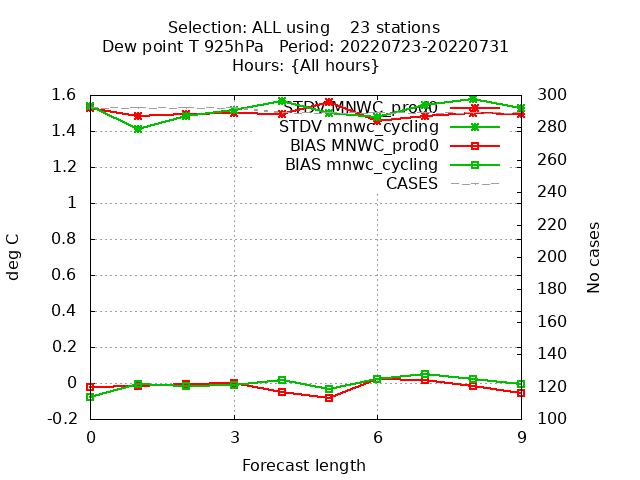 Selection: ALL using    23 stations
Dew point T 925hPa   Period: 20220723-20220731
Hours: {All hours}
STDV MNWC_prod0
STDV mnwc_cycling
BIAS MNWC_prod0
BIAS mnwc_cycling
CASES
1.6
1.4
1.2
1
0.8
0.6
0.4
0.2
0
-0.2
deg C
300
280
260
240
220
200
180
160
140
120
100
No cases
0
3
6
9
Forecast length